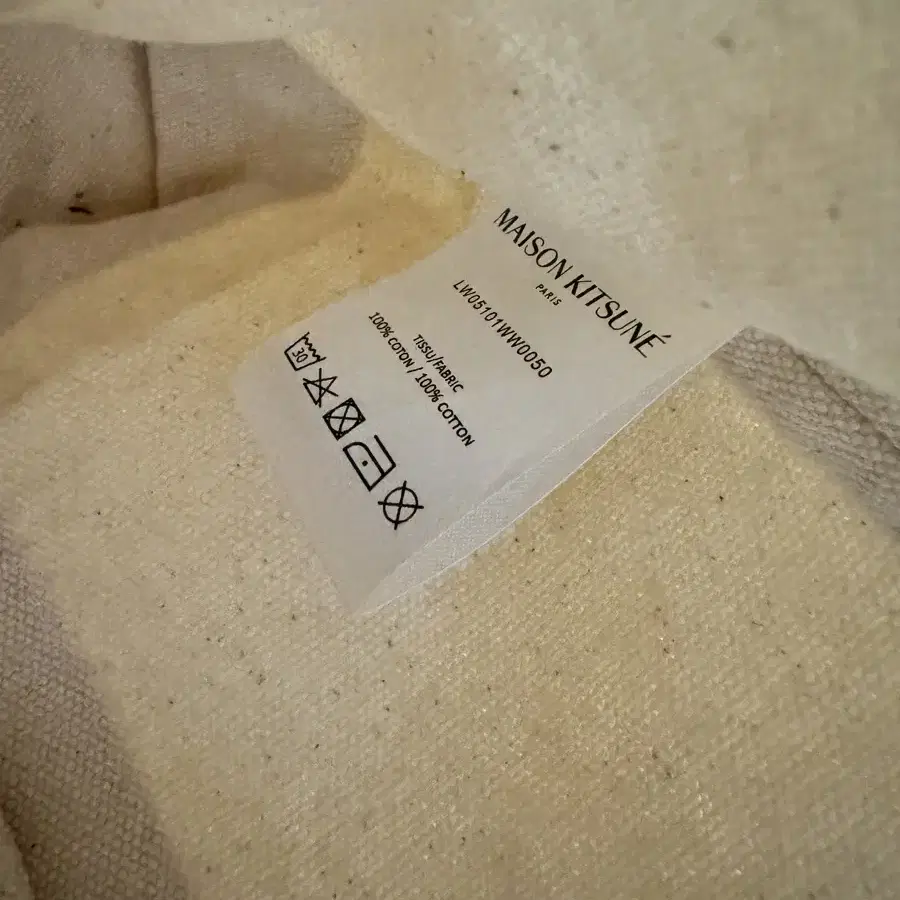 MAISON KITSUNÉ
PARIS
LW05101WW0050
TISSU/FABRIC
100% COTON / 100% COTTON
30